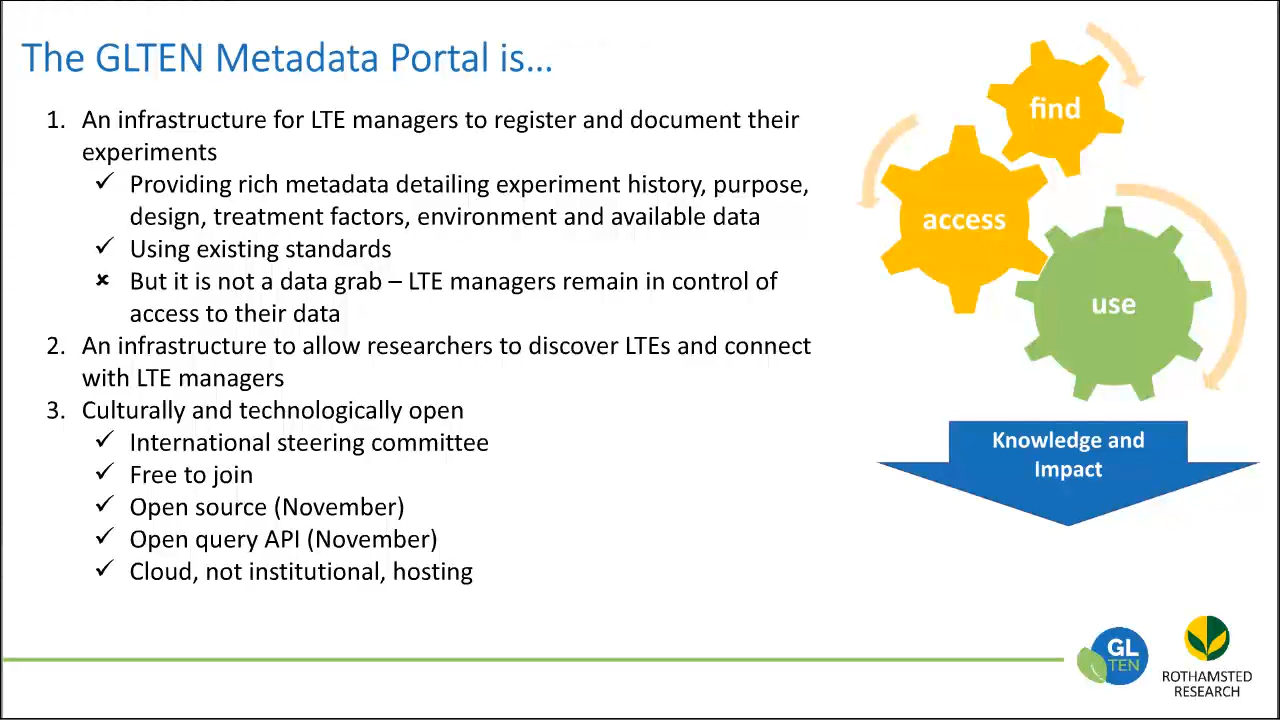 The GLTEN Metadata Portal is...
1. An infrastructure for LTE managers to register and document their
experiments
✓ Providing rich metadata detailing experiment history, purpose,
design, treatment factors, environment and available data
✓ Using existing standards
× But it is not a data grab – LTE managers remain in control of
access to their data
2. An infrastructure to allow researchers to discover LTEs and connect
with LTE managers
3. Culturally and technologically open
✓ International steering committee
✓ Free to join
✓ Open source (November)
✓ Open query API (November)
✓ Cloud, not institutional, hosting
find
access
use
Knowledge and
Impact
GL
TEN
ROTHAMSTED
RESEARCH